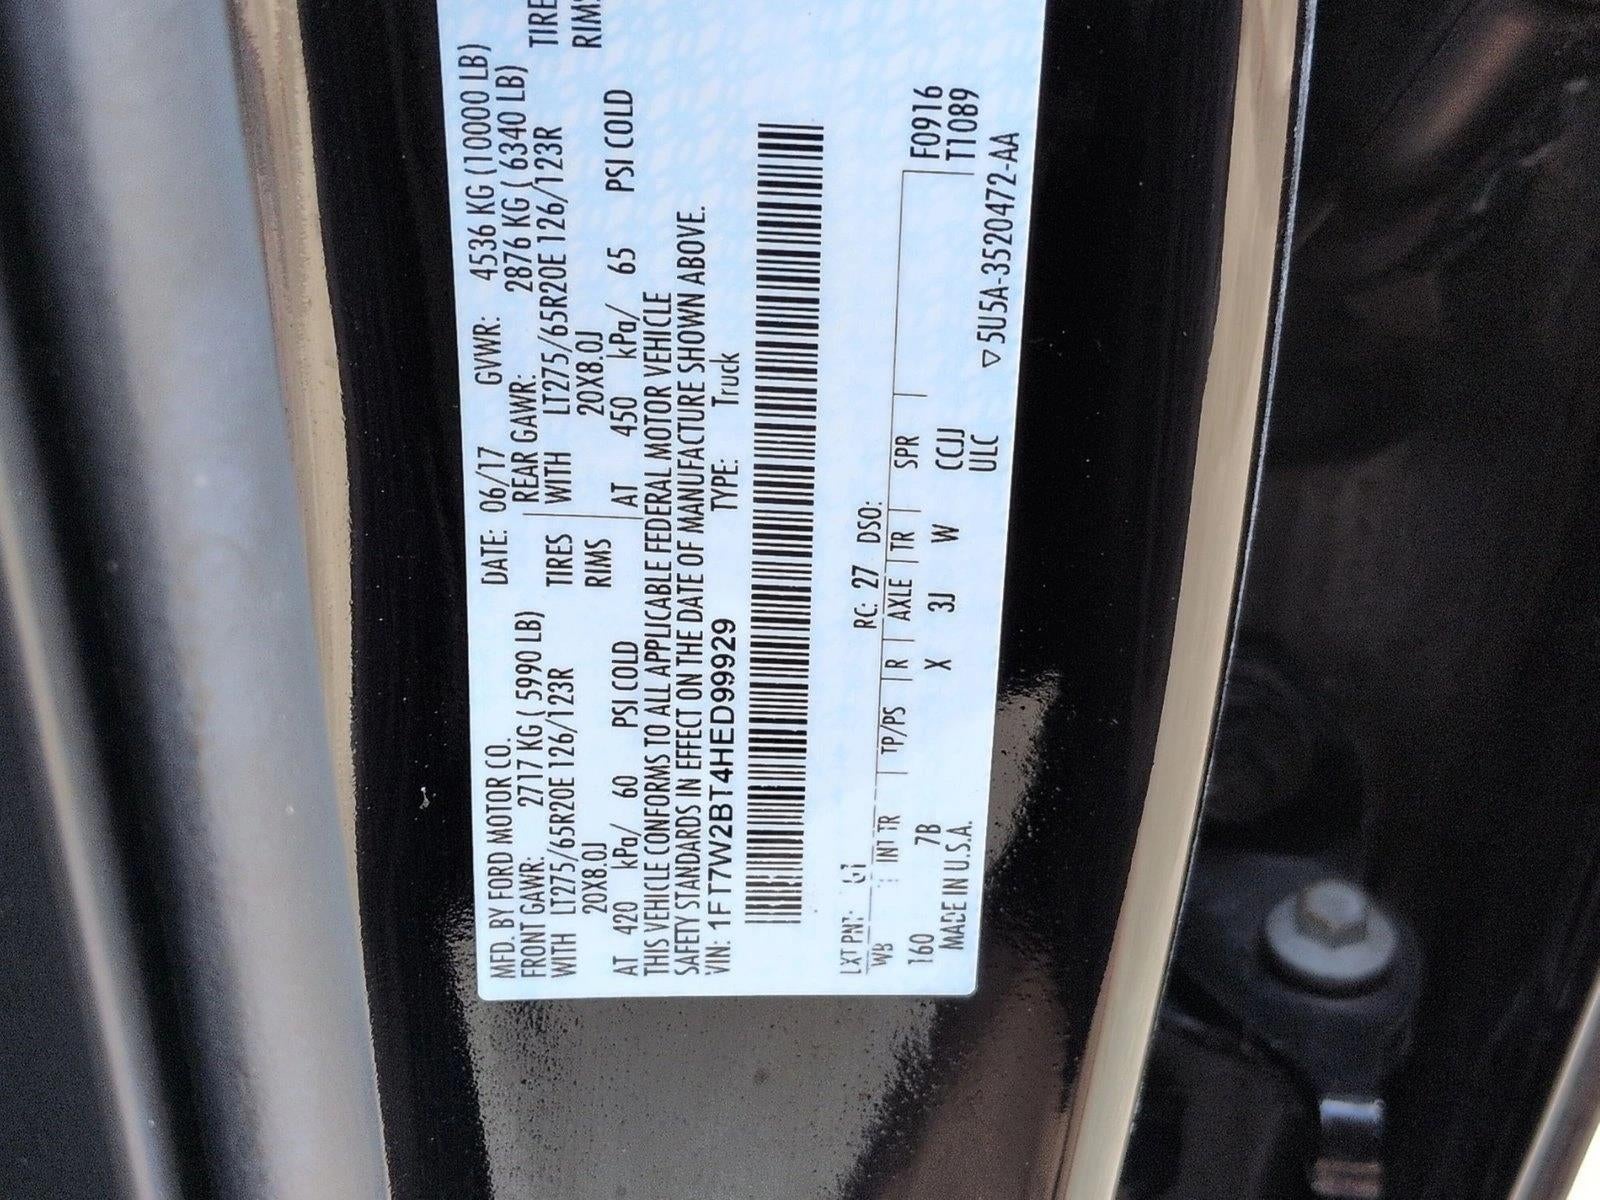 MFD. BY FORD MOTOR CO. DATE: 06/17 GVWR: 4536 KG (10000 LB)
FRONT GAWR: 2717 KG ( 5990 LB) REAR GAWR: 2876 KG ( 6340 LB)
WITH LT275/65R20E 126/123R TIRES WITH LT275/65R20E 126/123R TIRE
20X8.0J RIMS 20X8.0J RIMS
AT 420 kPa/ 60 PSI COLD AT 450 kPa/ 65 PSI COLD
THIS VEHICLE CONFORMS TO ALL APPLICABLE FEDERAL MOTOR VEHICLE
SAFETY STANDARDS IN EFFECT ON THE DATE OF MANUFACTURE SHOWN ABOVE.
VIN: 1FT7W2BT4HED99929 TYPE: Truck
EXT PNT: G1 RC: 27 DSO:
WB INT TR TP/PS R AXLE TR SPR F0916
160 7B X 3J W CCJJ T1089
MADE IN U.S.A. ULC ▽5U5A-3520472-AA